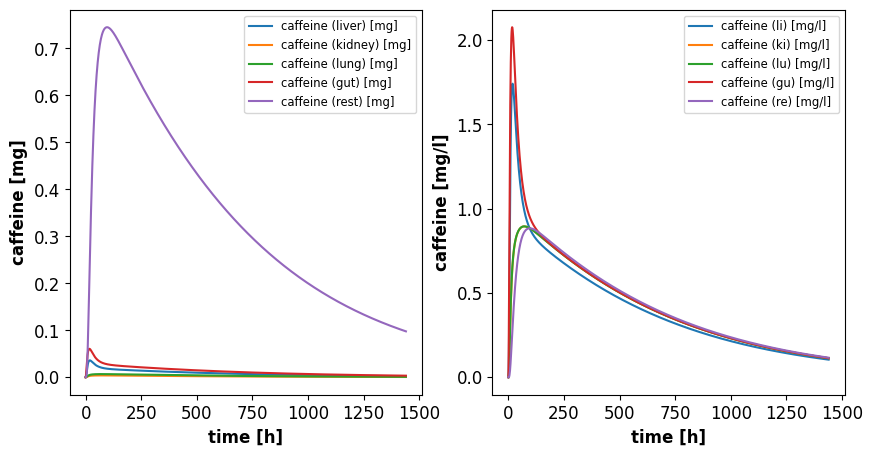 caffeine (liver) [mg]
caffeine (kidney) [mg]
caffeine (lung) [mg]
caffeine (gut) [mg]
caffeine (rest) [mg]
0.7
0.6
0.5
0.4
0.3
0.2
0.1
0.0
caffeine [mg]
0
250
500
750
1000
1250
1500
time [h]
caffeine (li) [mg/l]
caffeine (ki) [mg/l]
caffeine (lu) [mg/l]
caffeine (gu) [mg/l]
caffeine (re) [mg/l]
2.0
1.5
1.0
0.5
0.0
caffeine [mg/l]
0
250
500
750
1000
1250
1500
time [h]